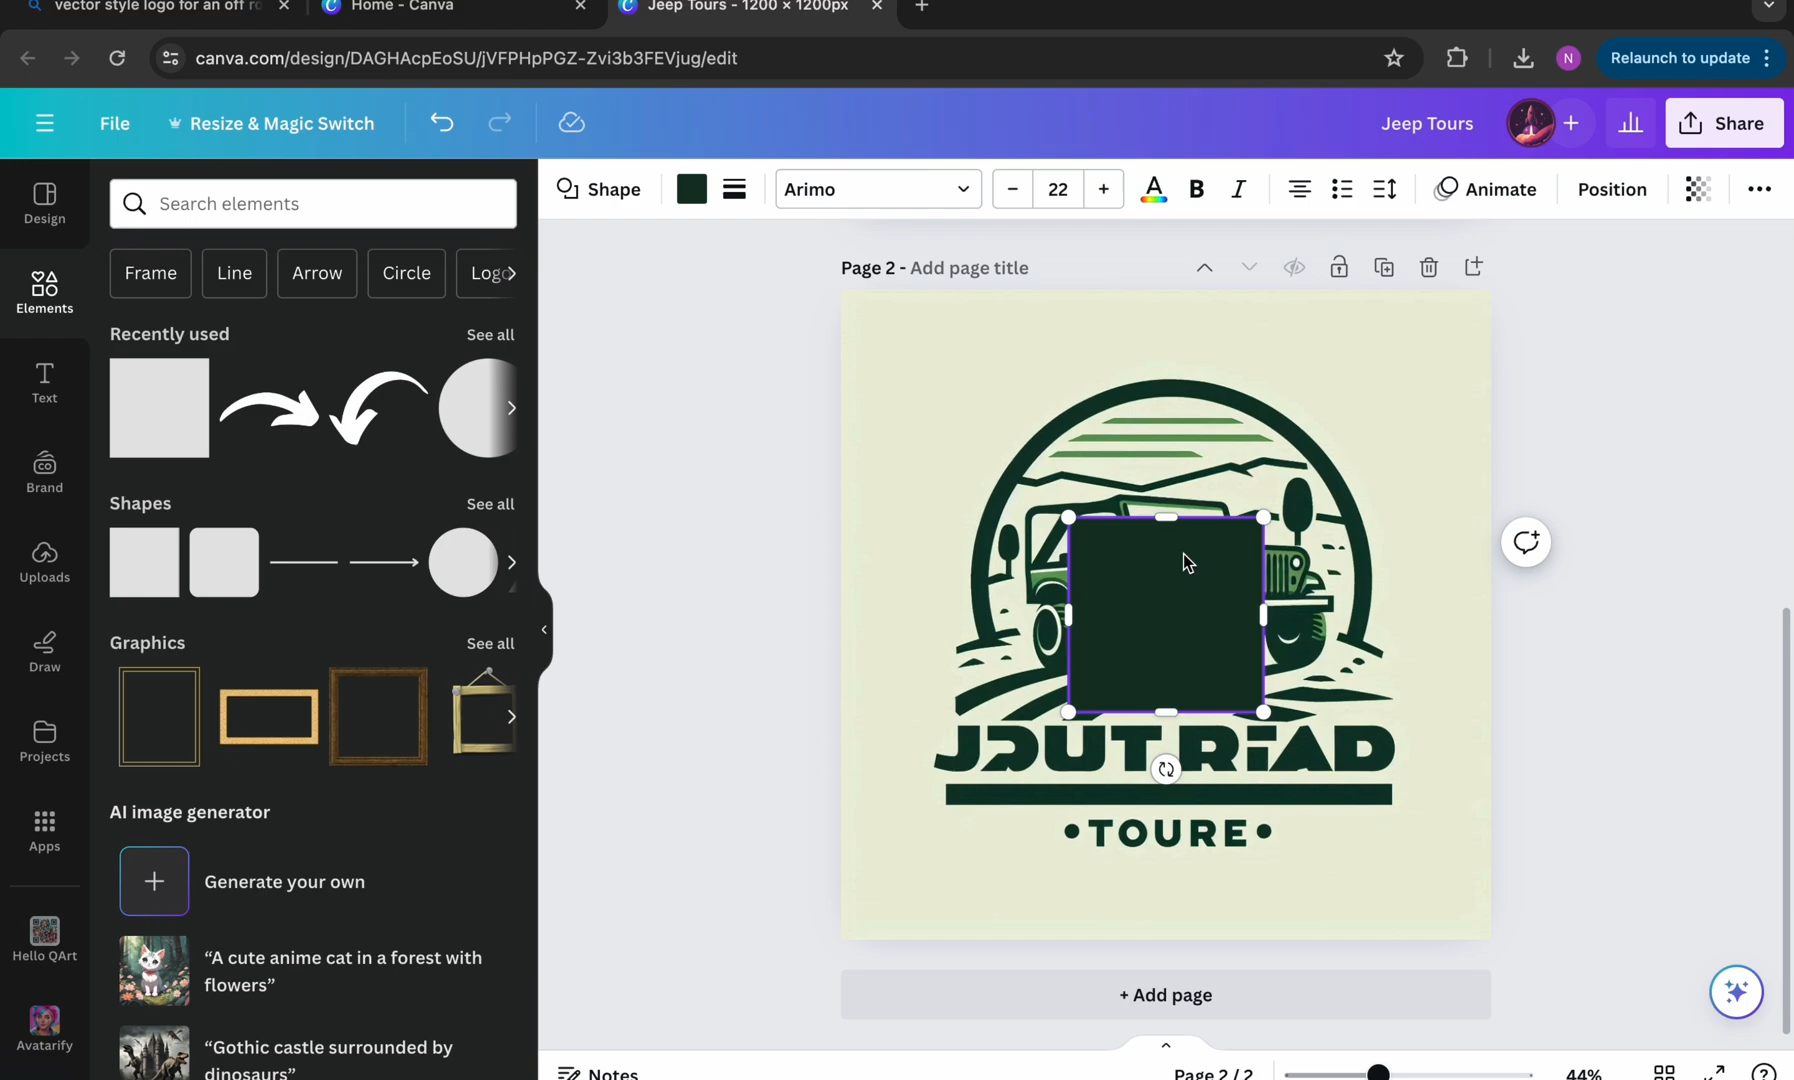 vector style logo for an off ro
Home - Canva
Jeep Tours - 1200 × 1200px
canva.com/design/DAGHAcpEoSU/jVFPHpPGZ-Zvi3b3FEVjug/edit
N
Relaunch to update
File
Resize & Magic Switch
Jeep Tours
Share
Design
Elements
Text
Brand
Uploads
Draw
Projects
Apps
Hello QArt
Avatarify
Search elements
Frame
Line
Arrow
Circle
Logo
Recently used
See all
Shapes
See all
Graphics
See all
AI image generator
Generate your own
“A cute anime cat in a forest with
flowers”
“Gothic castle surrounded by
dinosaurs”
Shape
Arimo
– 22 +
A B I
Animate
Position
Page 2 - Add page title
JPUT RIAD
•TOURE•
+ Add page
Notes
Page 2 / 2
44%